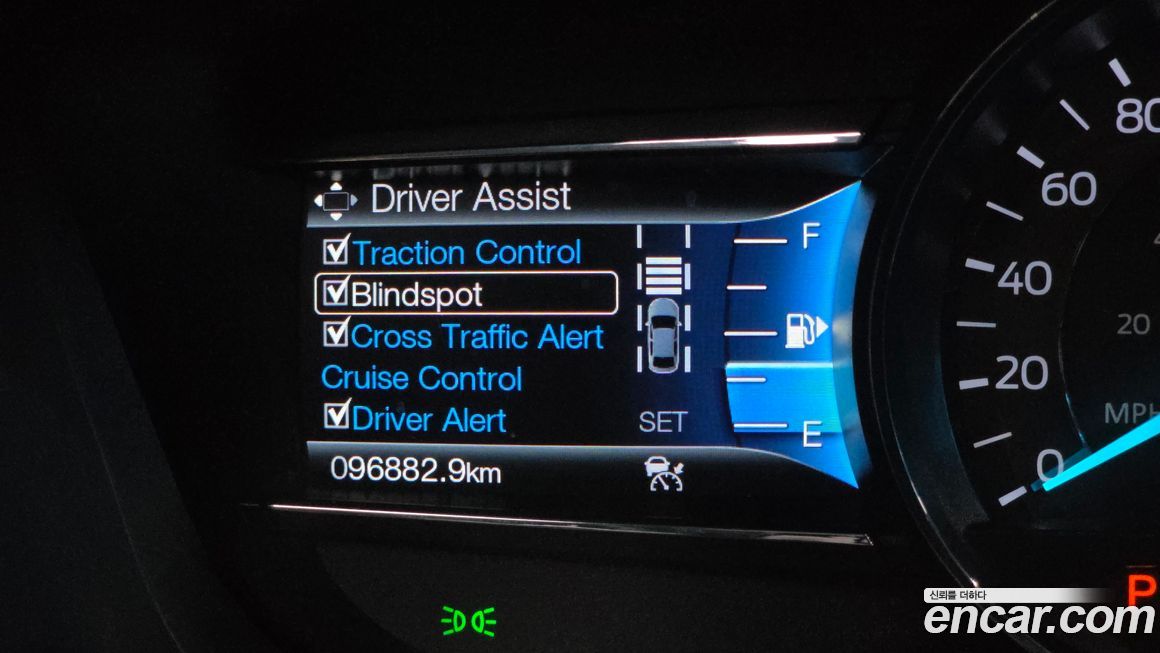 Driver Assist
Traction Control
Blindspot
Cross Traffic Alert
Cruise Control
Driver Alert
SET
096882.9km
F
E
80
60
40
20
0
20
MPH
P
신뢰를 더하다
encar.com